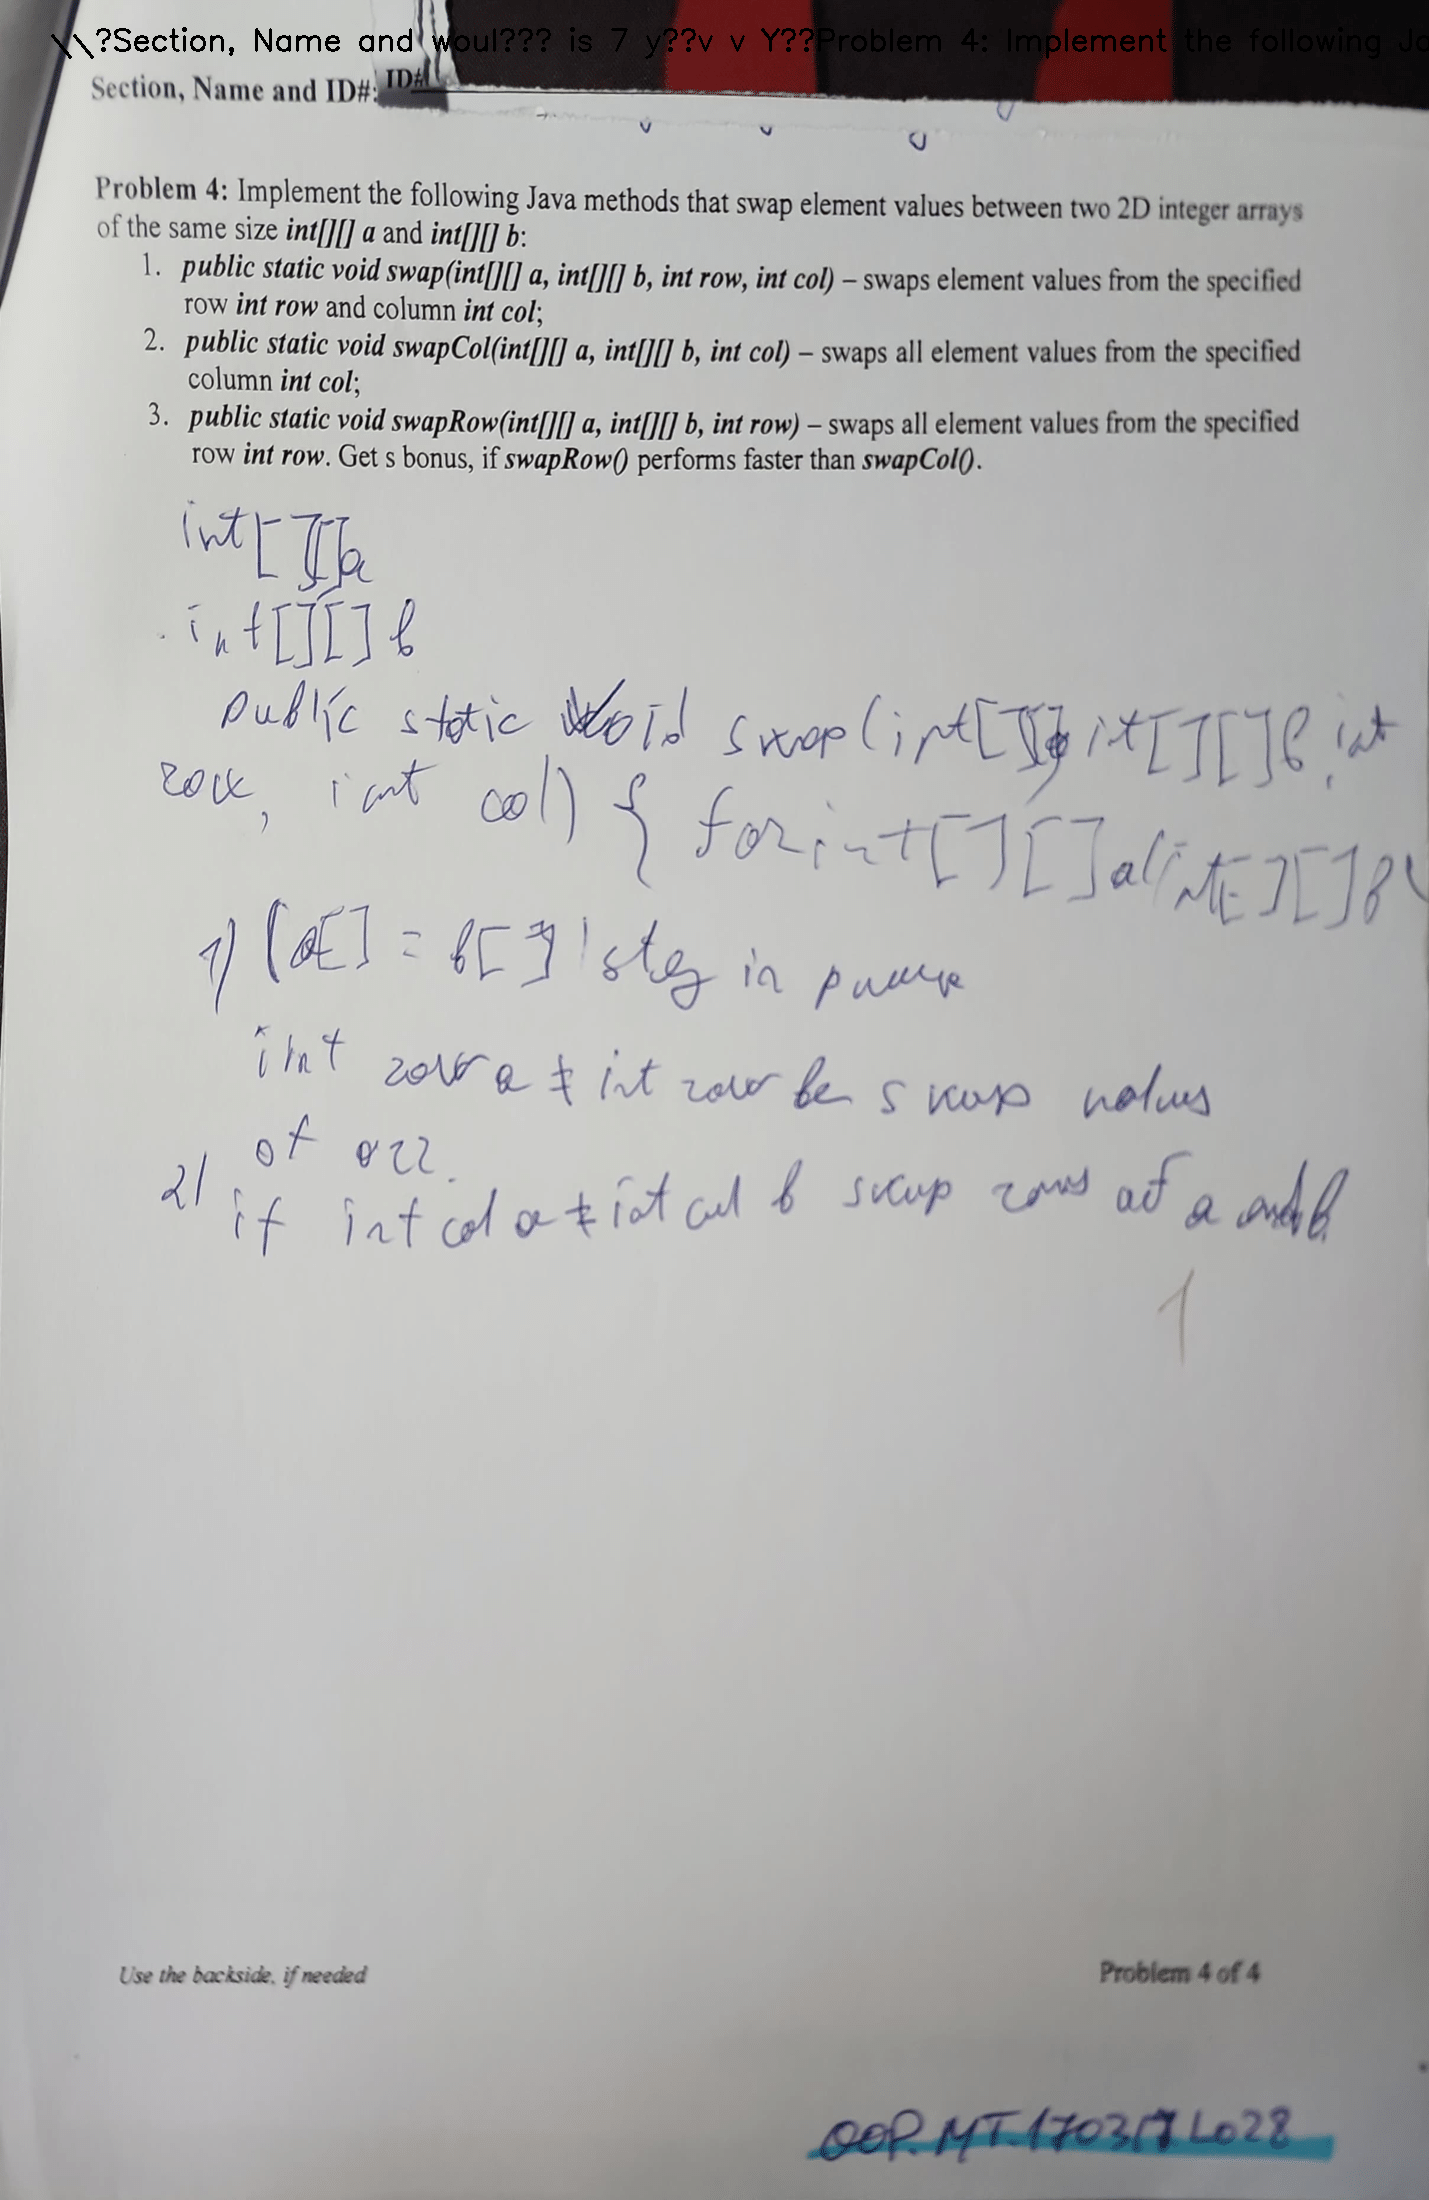 \\?Section, Name and woul??? is 7 y??v v Y??Problem 4: Implement the following Ja
Section, Name and ID#: ID#
Problem 4: Implement the following Java methods that swap element values between two 2D integer arrays
of the same size int[][] a and int[][] b:
1. public static void swap(int[][] a, int[][] b, int row, int col) – swaps element values from the specified
row int row and column int col;
2. public static void swapCol(int[][] a, int[][] b, int col) – swaps all element values from the specified
column int col;
3. public static void swapRow(int[][] a, int[][] b, int row) – swaps all element values from the specified
row int row. Get s bonus, if swapRow() performs faster than swapCol().
int[][]a
int[][] b
public static void swap(int[][] it[][]b, int
row, int col) { for int[][]a(int[][]b
1) [a[] = b[] in
int row a ≠ int row b swap values
of arr.
2) if int col a ≠ int col b swap rows of a and b.
1
Use the backside, if needed
Problem 4 of 4
OOP.MT.170317 L028